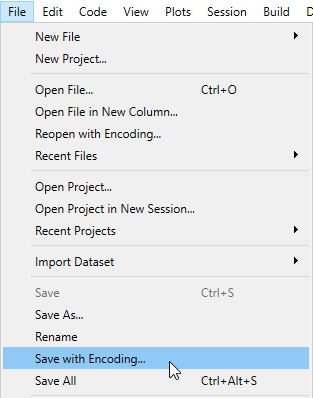 File Edit Code View Plots Session Build D
New File
New Project...
Open File... Ctrl+O
Open File in New Column...
Reopen with Encoding...
Recent Files
Open Project...
Open Project in New Session...
Recent Projects
Import Dataset
Save Ctrl+S
Save As...
Rename
Save with Encoding...
Save All Ctrl+Alt+S